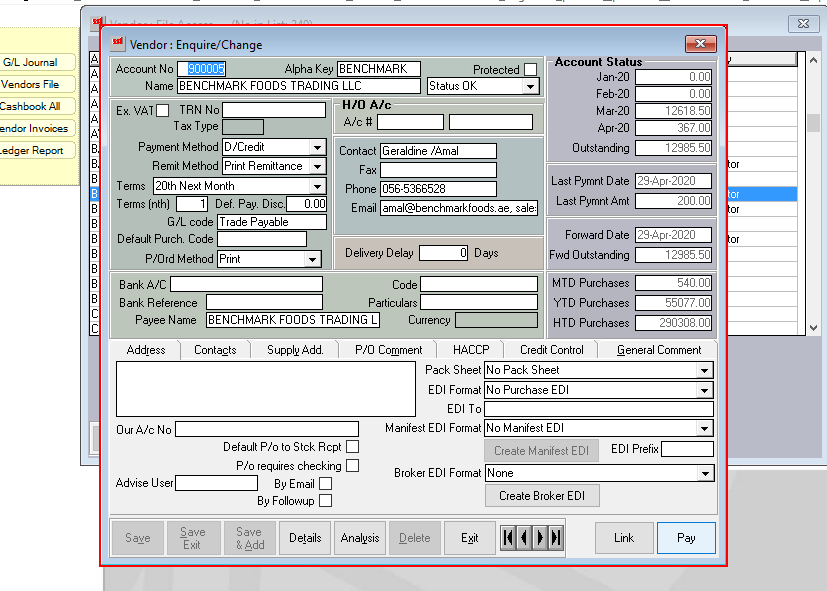 Vendor : Enquire/Change
G/L Journal
Vendors File
Cashbook All
Vendor Invoices
Ledger Report
Account No 900005 Alpha Key BENCHMARK Protected
Name BENCHMARK FOODS TRADING LLC Status OK
Ex. VAT TRN No
Tax Type
Payment Method D/Credit
Remit Method Print Remittance
Terms 20th Next Month
Terms (nth) 1 Def. Pay. Disc. 0.00
G/L code Trade Payable
Default Purch. Code
P/Ord Method Print
H/O A/c
A/c #
Contact Geraldine /Amal
Fax
Phone 056-5366528
Email amal@benchmarkfoods.ae, sale:
Delivery Delay 0 Days
Bank A/C Code
Bank Reference Particulars
Payee Name BENCHMARK FOODS TRADING L Currency
Account Status
Jan-20 0.00
Feb-20 0.00
Mar-20 12618.50
Apr-20 367.00
Outstanding 12985.50
Last Pymnt Date 29-Apr-2020
Last Pymnt Amt 200.00
Forward Date 29-Apr-2020
Fwd Outstanding 12985.50
MTD Purchases 540.00
YTD Purchases 55077.00
HTD Purchases 290308.00
Address Contacts Supply Add. P/O Comment HACCP Credit Control General Comment
Pack Sheet No Pack Sheet
EDI Format No Purchase EDI
EDI To
Our A/c No Manifest EDI Format No Manifest EDI
Default P/o to Stck Rcpt Create Manifest EDI EDI Prefix
P/o requires checking Broker EDI Format None
Advise User By Email
By Followup Create Broker EDI
Save Save Exit Save & Add Details Analysis Delete Exit Link Pay